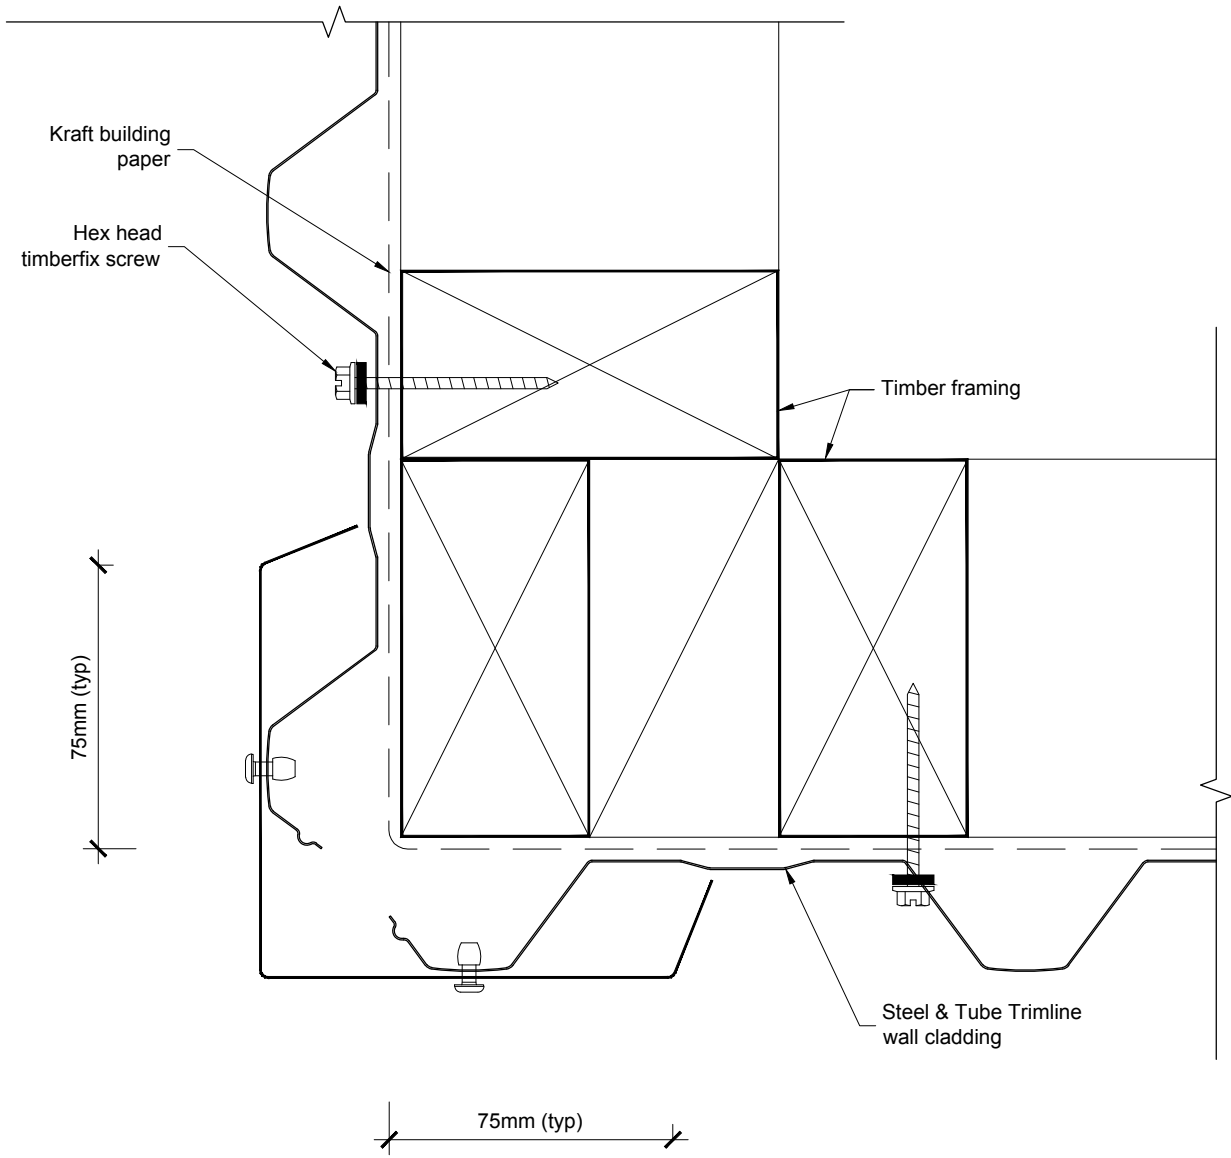 Kraft building
paper
Hex head
timberfix screw
Timber framing
75mm (typ)
Steel & Tube Trimline
wall cladding
75mm (typ)